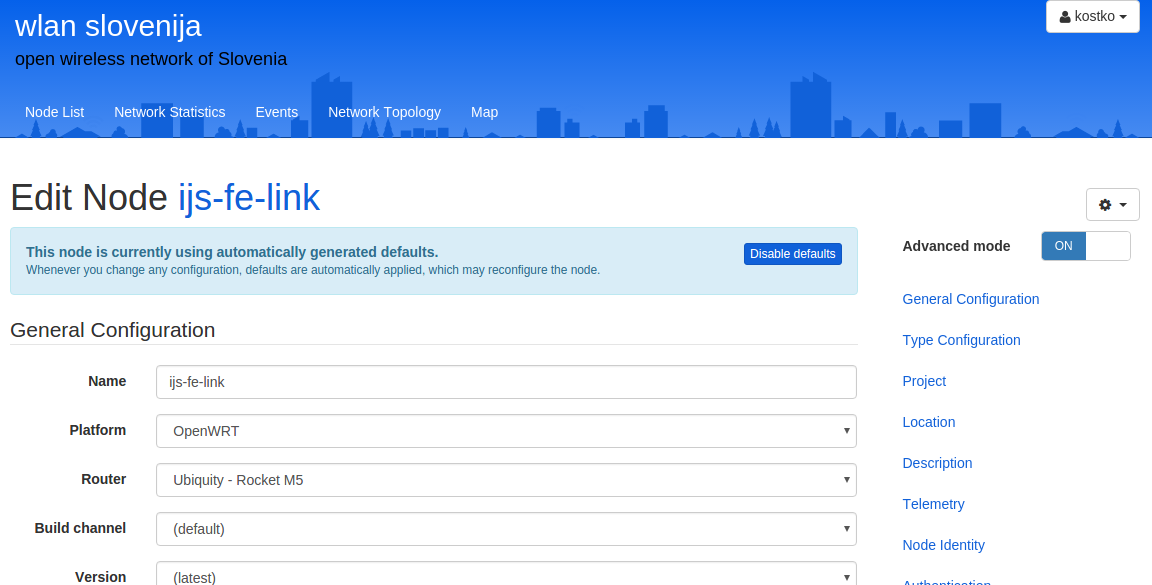 wlan slovenija
kostko
open wireless network of Slovenia
Node List Network Statistics Events Network Topology Map
Edit Node ijs-fe-link
This node is currently using automatically generated defaults.
Whenever you change any configuration, defaults are automatically applied, which may reconfigure the node.
Disable defaults
General Configuration
Name ijs-fe-link
Platform OpenWRT
Router Ubiquity - Rocket M5
Build channel (default)
Version (latest)
Advanced mode ON
General Configuration
Type Configuration
Project
Location
Description
Telemetry
Node Identity
Authentication